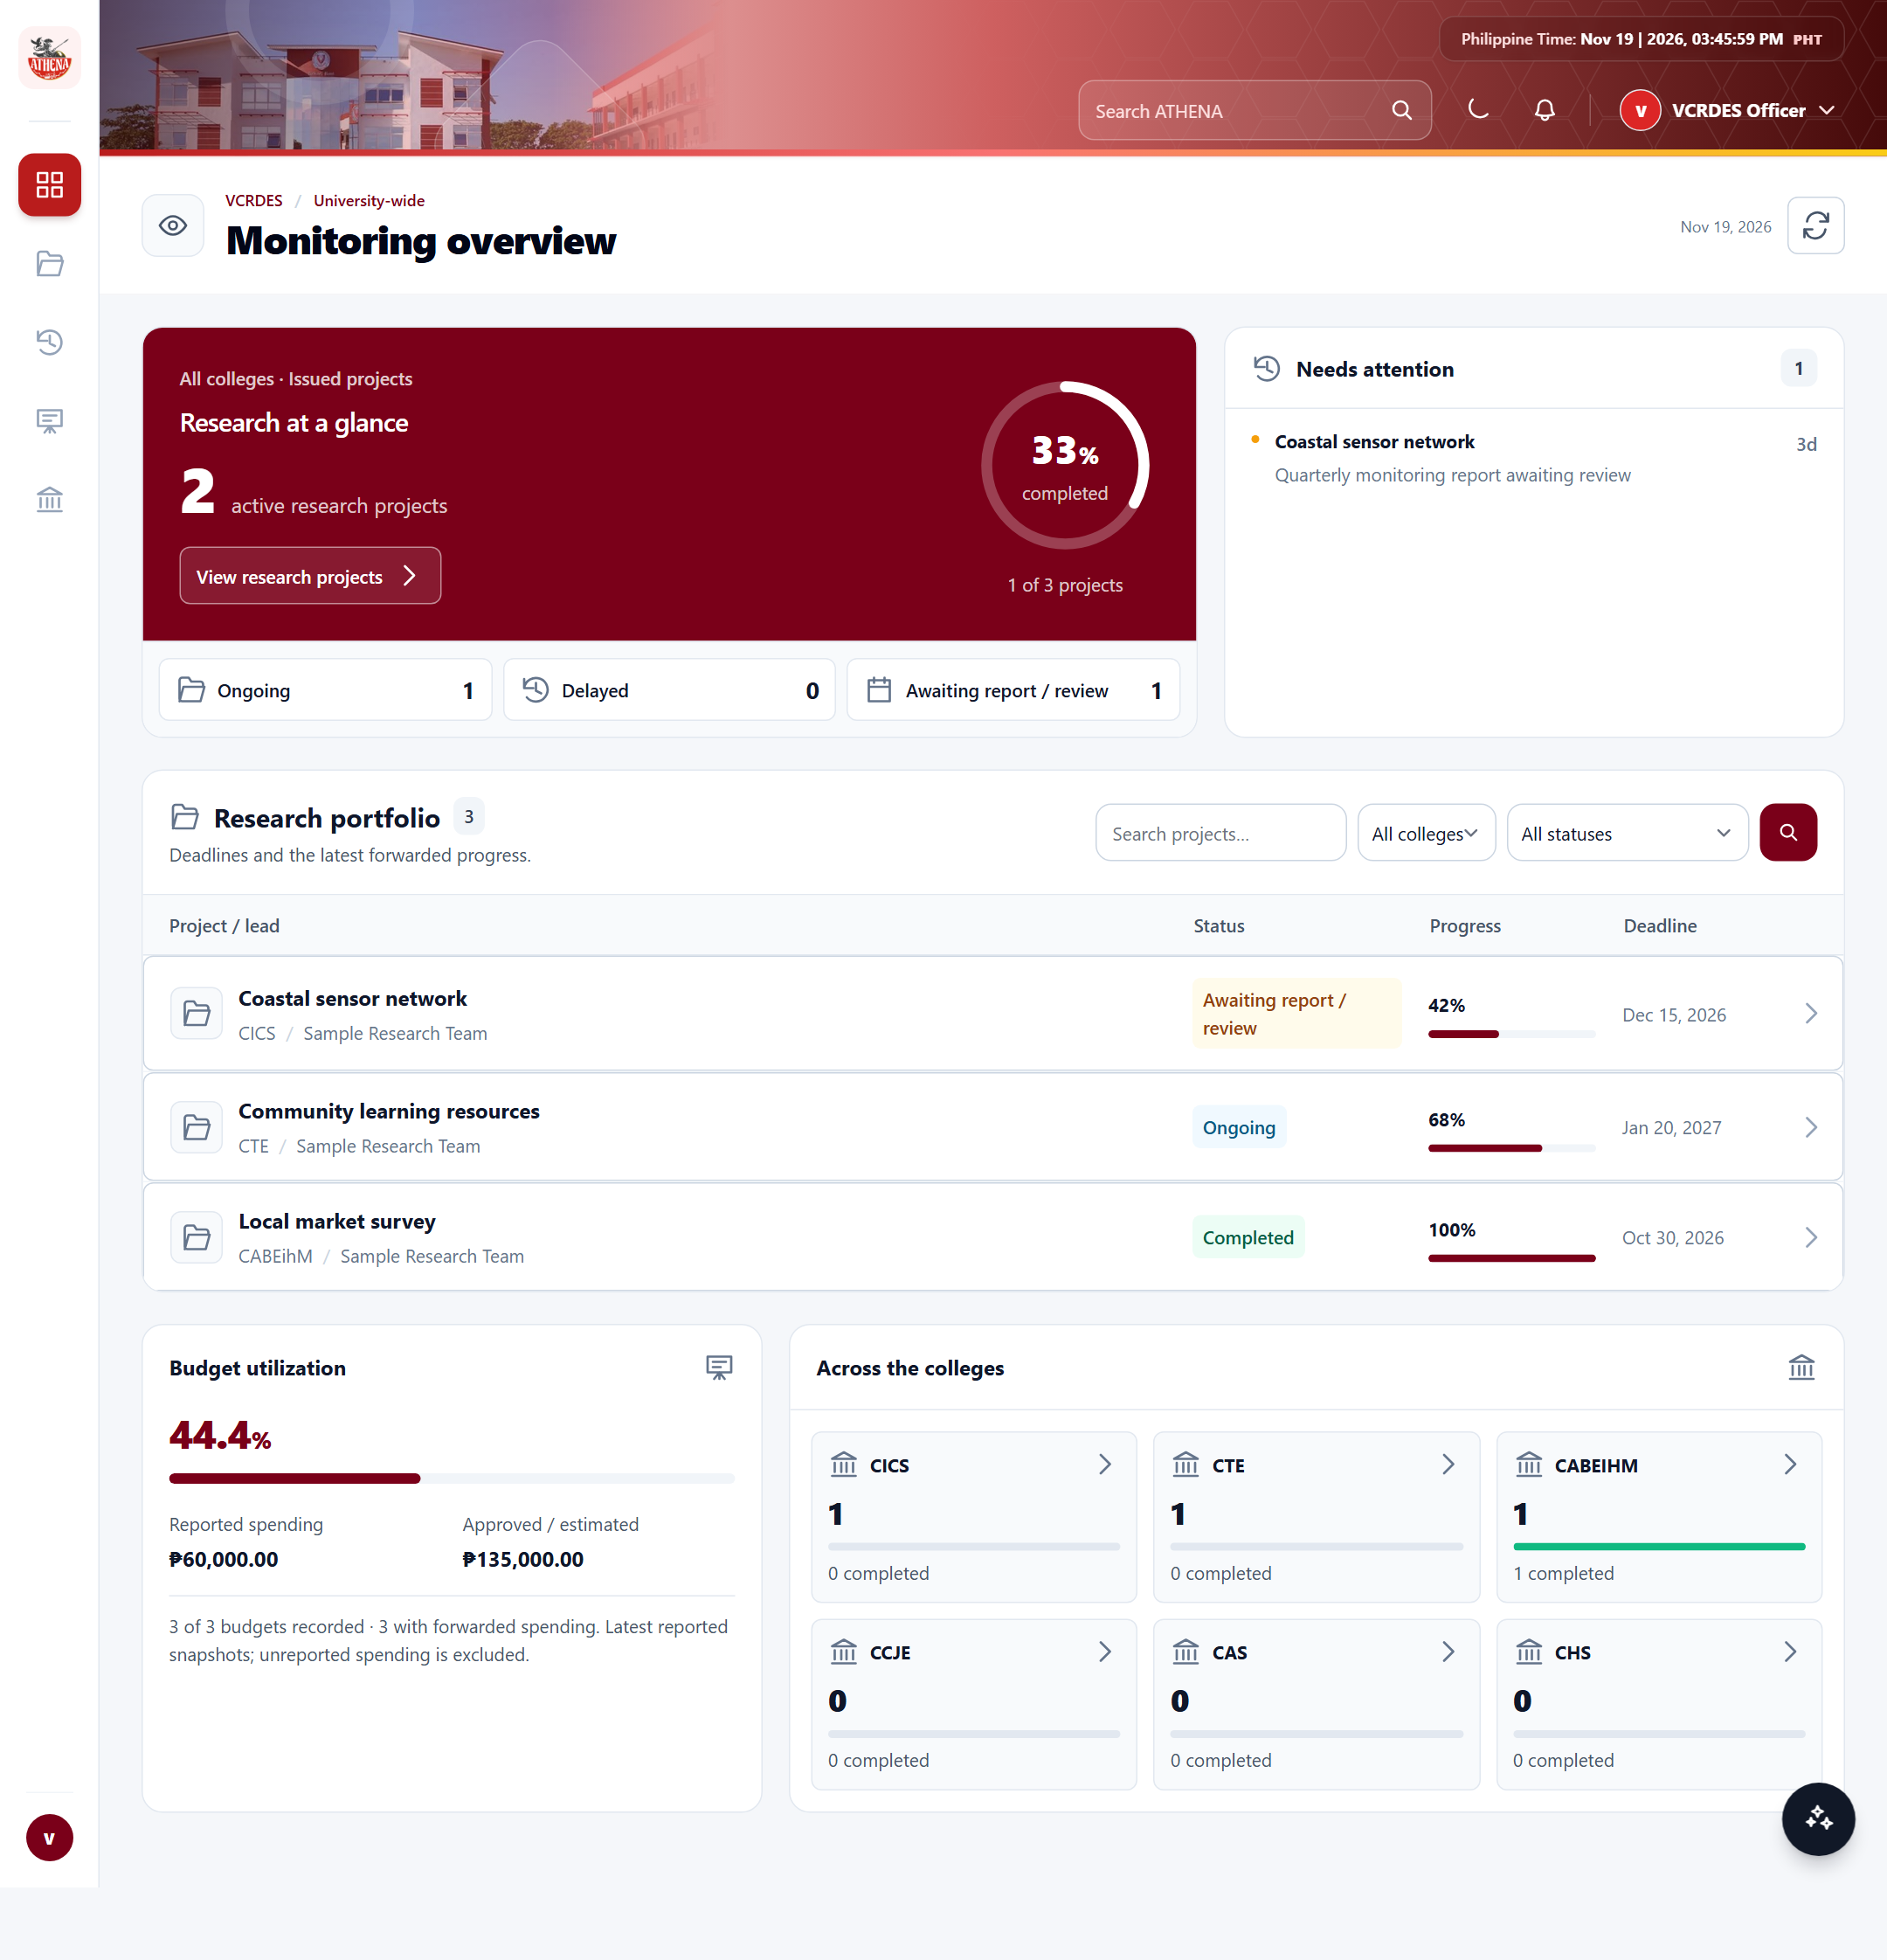 ATHENA
Philippine Time: Nov 19 | 2026, 03:45:59 PM PHT
Search ATHENA
V
VCRDES Officer
VCRDES / University-wide
Monitoring overview
Nov 19, 2026
All colleges · Issued projects
Research at a glance
2 active research projects
View research projects
33%
completed
1 of 3 projects
Ongoing 1
Delayed 0
Awaiting report / review 1
Needs attention 1
Coastal sensor network 3d
Quarterly monitoring report awaiting review
Research portfolio 3
Deadlines and the latest forwarded progress.
Search projects...
All colleges
All statuses
Project / lead Status Progress Deadline
Coastal sensor network
CICS / Sample Research Team
Awaiting report /
review
42%
Dec 15, 2026
Community learning resources
CTE / Sample Research Team
Ongoing
68%
Jan 20, 2027
Local market survey
CABEihM / Sample Research Team
Completed
100%
Oct 30, 2026
Budget utilization
44.4%
Reported spending
₱60,000.00
Approved / estimated
₱135,000.00
3 of 3 budgets recorded · 3 with forwarded spending. Latest reported
snapshots; unreported spending is excluded.
Across the colleges
CICS
1
0 completed
CTE
1
0 completed
CABEIHM
1
1 completed
CCJE
0
0 completed
CAS
0
0 completed
CHS
0
0 completed
V